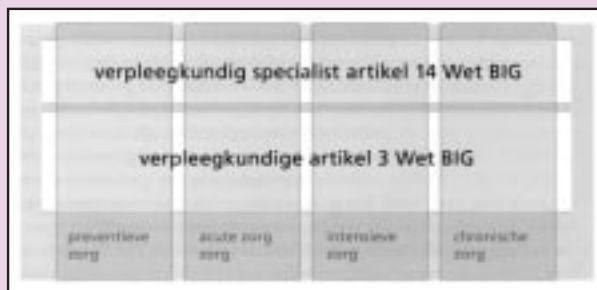 verpleegkundig specialist artikel 14 Wet BIG
verpleegkundige artikel 3 Wet BIG
preventieve
zorg
acute zorg
zorg
intensieve
zorg
chronische
zorg